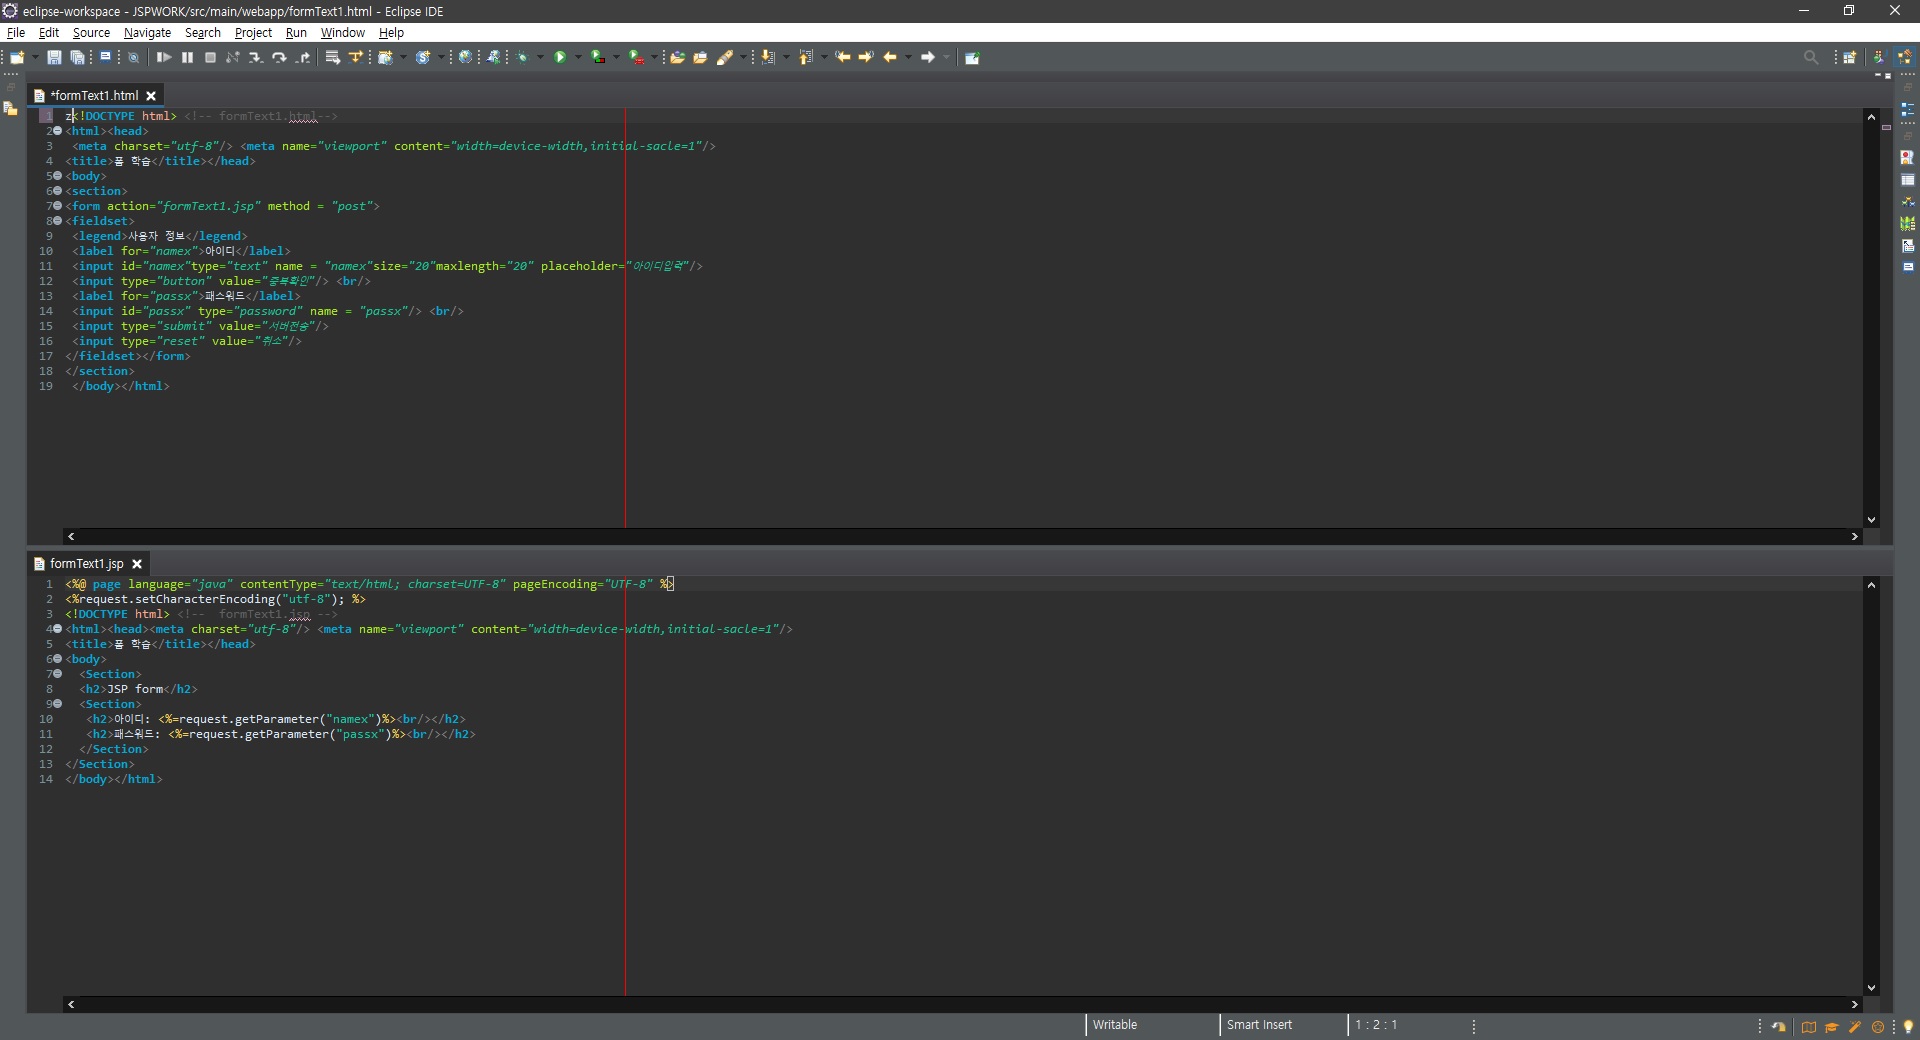 eclipse-workspace - JSPWORK/src/main/webapp/formText1.html - Eclipse IDE
File Edit Source Navigate Search Project Run Window Help
*formText1.html
1 z<!DOCTYPE html> <!-- formText1.html-->
2 <html><head>
3 <meta charset="utf-8"/> <meta name="viewport" content="width=device-width,initial-sacle=1"/>
4 <title>폼 학습</title></head>
5 <body>
6 <section>
7 <form action="formText1.jsp" method = "post">
8 <fieldset>
9 <legend>사용자 정보</legend>
10 <label for="namex">아이디</label>
11 <input id="namex"type="text" name = "namex"size="20"maxlength="20" placeholder="아이디입력"/>
12 <input type="button" value="중복확인"/> <br/>
13 <label for="passx">패스워드</label>
14 <input id="passx" type="password" name = "passx"/> <br/>
15 <input type="submit" value="서버전송"/>
16 <input type="reset" value="취소"/>
17 </fieldset></form>
18 </section>
19 </body></html>
formText1.jsp
1 <%@ page language="java" contentType="text/html; charset=UTF-8" pageEncoding="UTF-8" %>
2 <%request.setCharacterEncoding("utf-8"); %>
3 <!DOCTYPE html> <!-- formText1.jsp -->
4 <html><head><meta charset="utf-8"/> <meta name="viewport" content="width=device-width,initial-sacle=1"/>
5 <title>폼 학습</title></head>
6 <body>
7 <Section>
8 <h2>JSP form</h2>
9 <Section>
10 <h2>아이디: <%=request.getParameter("namex")%><br/></h2>
11 <h2>패스워드: <%=request.getParameter("passx")%><br/></h2>
12 </Section>
13 </Section>
14 </body></html>
Writable
Smart Insert
1 : 2 : 1